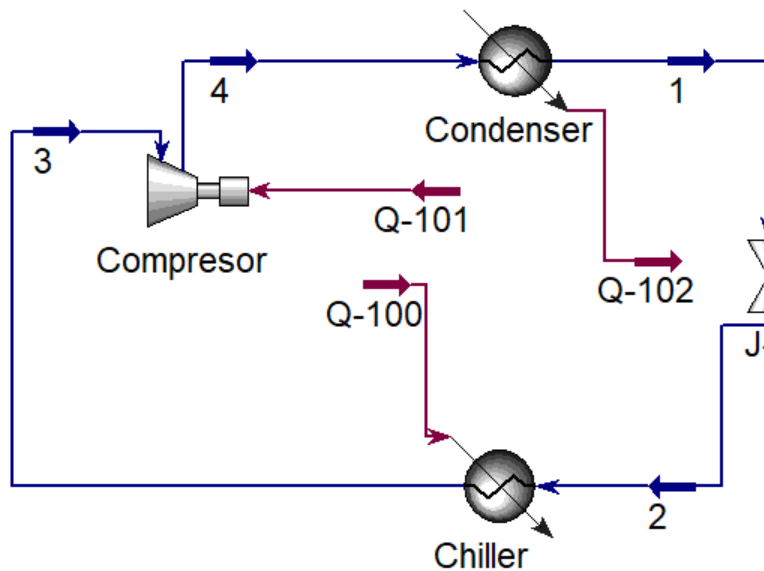 4
1
Condenser
3
Q-101
Compresor
Q-102
Q-100
J-
2
Chiller